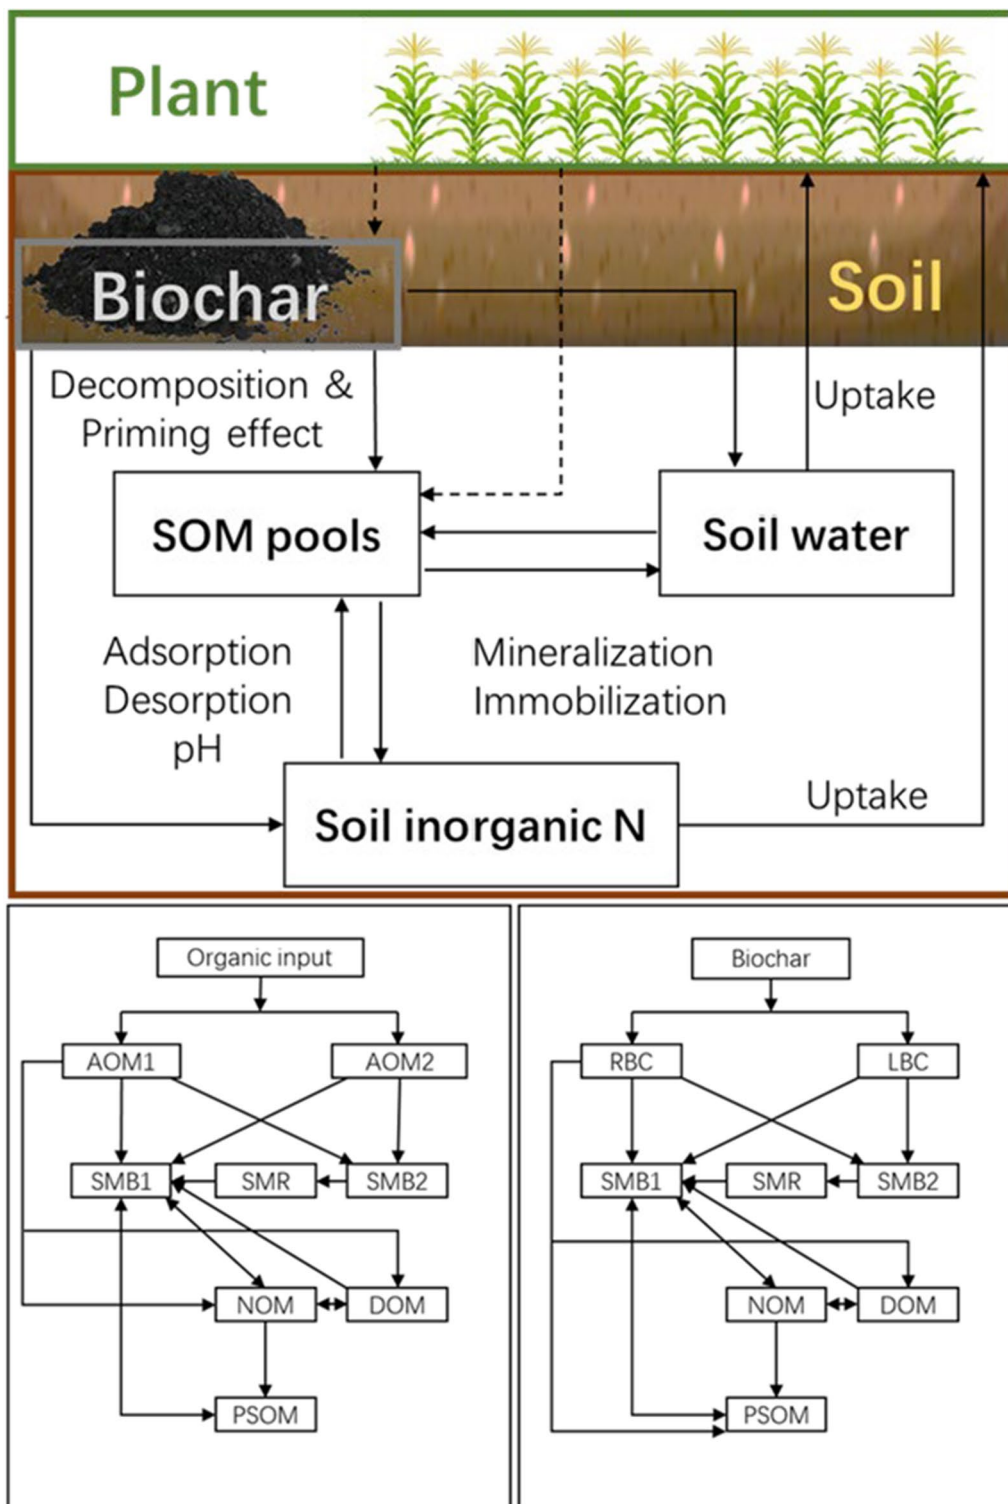 Plant
Biochar
Soil
Decomposition &
Priming effect
Uptake
SOM pools
Soil water
Adsorption
Desorption
pH
Mineralization
Immobilization
Uptake
Soil inorganic N
Organic input
AOM1
AOM2
SMB1
SMR
SMB2
NOM
DOM
PSOM
Biochar
RBC
LBC
SMB1
SMR
SMB2
NOM
DOM
PSOM